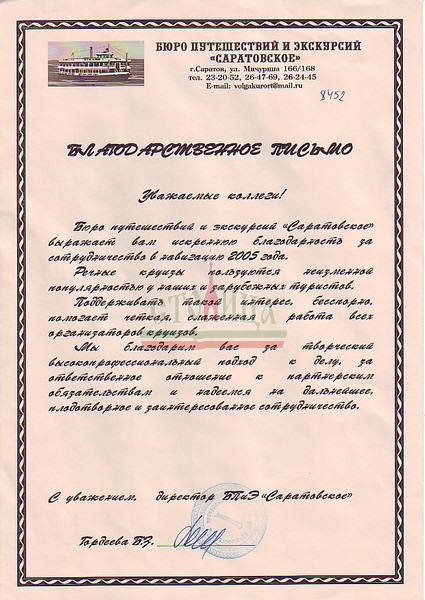 БЮРО ПУТЕШЕСТВИЙ И ЭКСКУРСИЙ
«САРАТОВСКОЕ»
г.Саратов, ул. Мичурина 166/168
тел. 23-20-52, 26-47-69, 26-24-45
E-mail: volgakurort@mail.ru
8452
БЛАГОДАРСТВЕННОЕ ПИСЬМО
Уважаемые коллеги!
Бюро путешествий и экскурсий «Саратовское»
выражает вам искреннюю благодарность за
сотрудничество в навигацию 2005 года.
Речные круизы пользуются неизменной
популярностью у наших и зарубежных туристов.
Поддерживать такой интерес, бесспорно,
помогает четкая, слаженная работа всех
организаторов круизов.
Мы благодарим вас за творческий
высокопрофессиональный подход к делу, за
ответственное отношение к партнерским
обязательствам и надеемся на дальнейшее,
плодотворное и заинтересованное сотрудничество.
С уважением, директор БПиЭ «Саратовское»
Гордеева В.З.